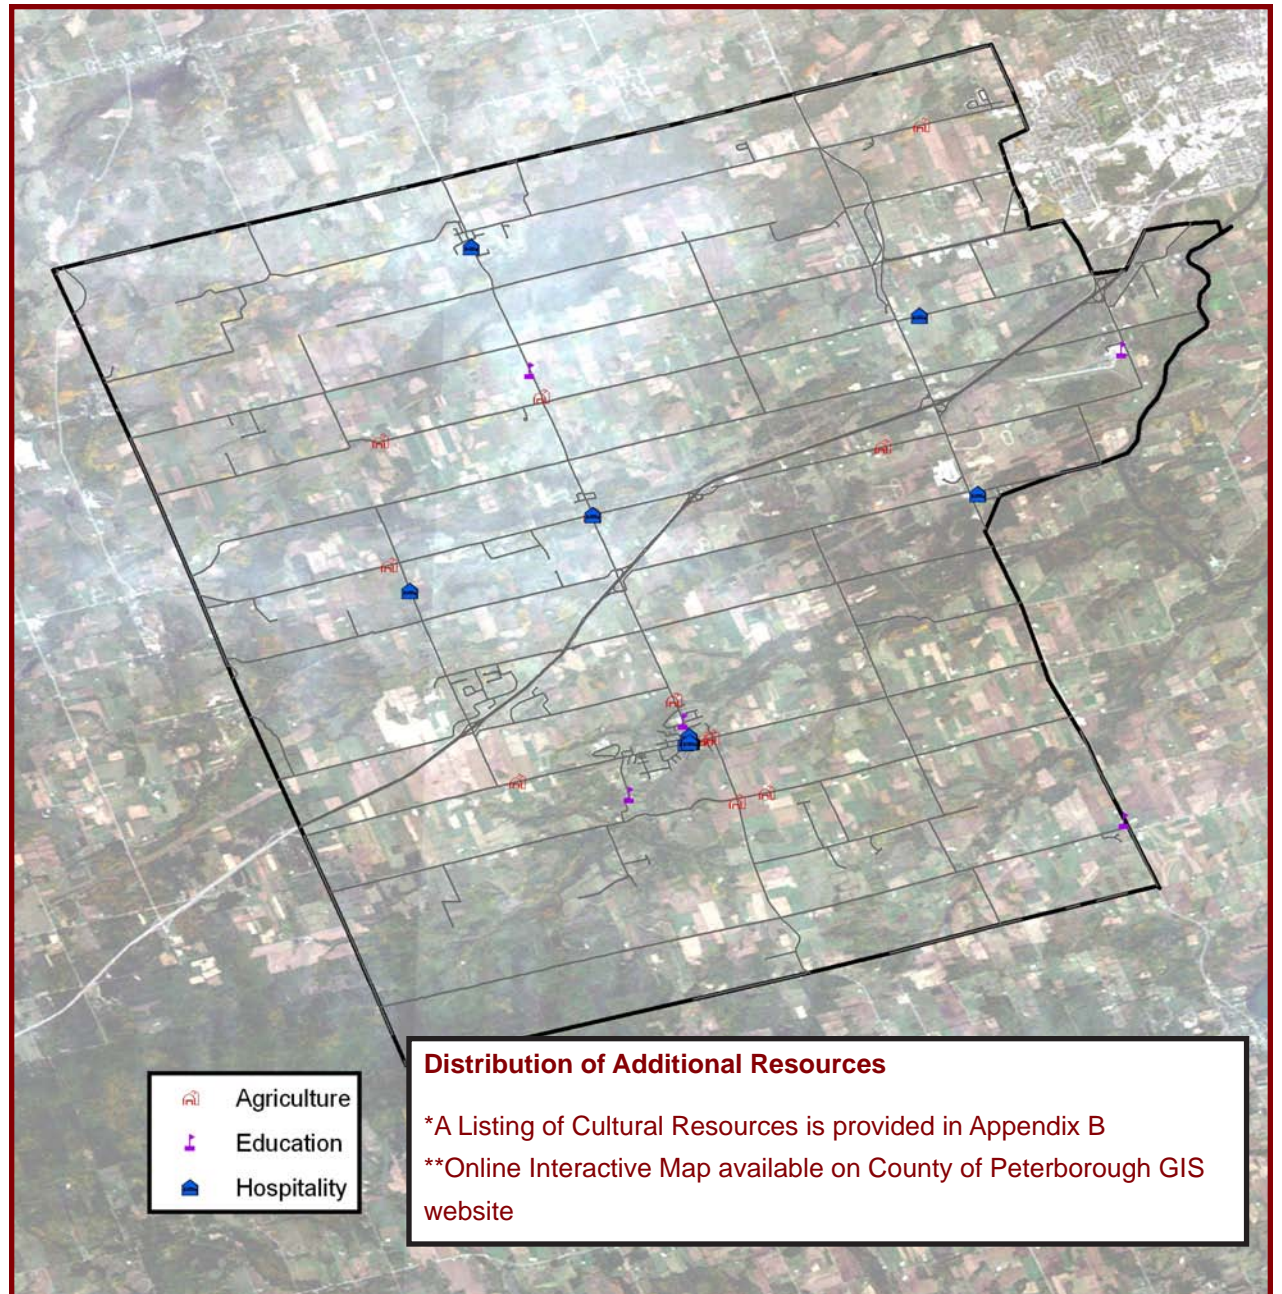 Agriculture
Education
Hospitality
Distribution of Additional Resources
*A Listing of Cultural Resources is provided in Appendix B
**Online Interactive Map available on County of Peterborough GIS
website